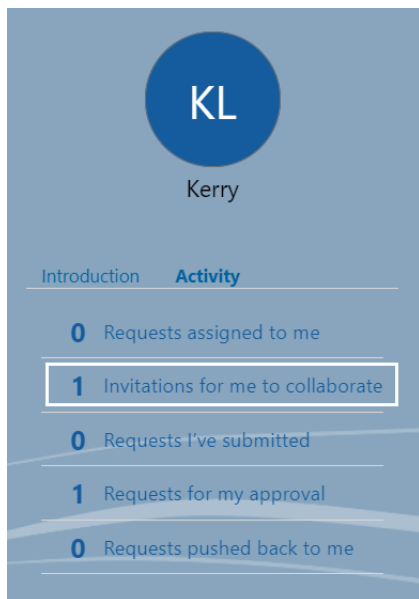 KL
Kerry
Introduction Activity
0 Requests assigned to me
1 Invitations for me to collaborate
0 Requests I've submitted
1 Requests for my approval
0 Requests pushed back to me